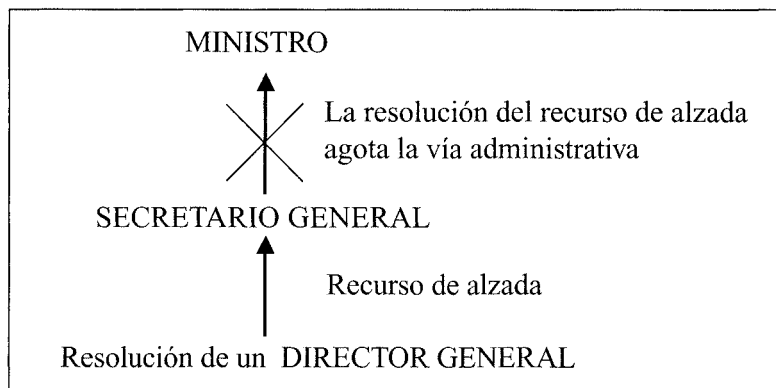 MINISTRO
La resolución del recurso de alzada
agota la vía administrativa
SECRETARIO GENERAL
Recurso de alzada
Resolución de un DIRECTOR GENERAL